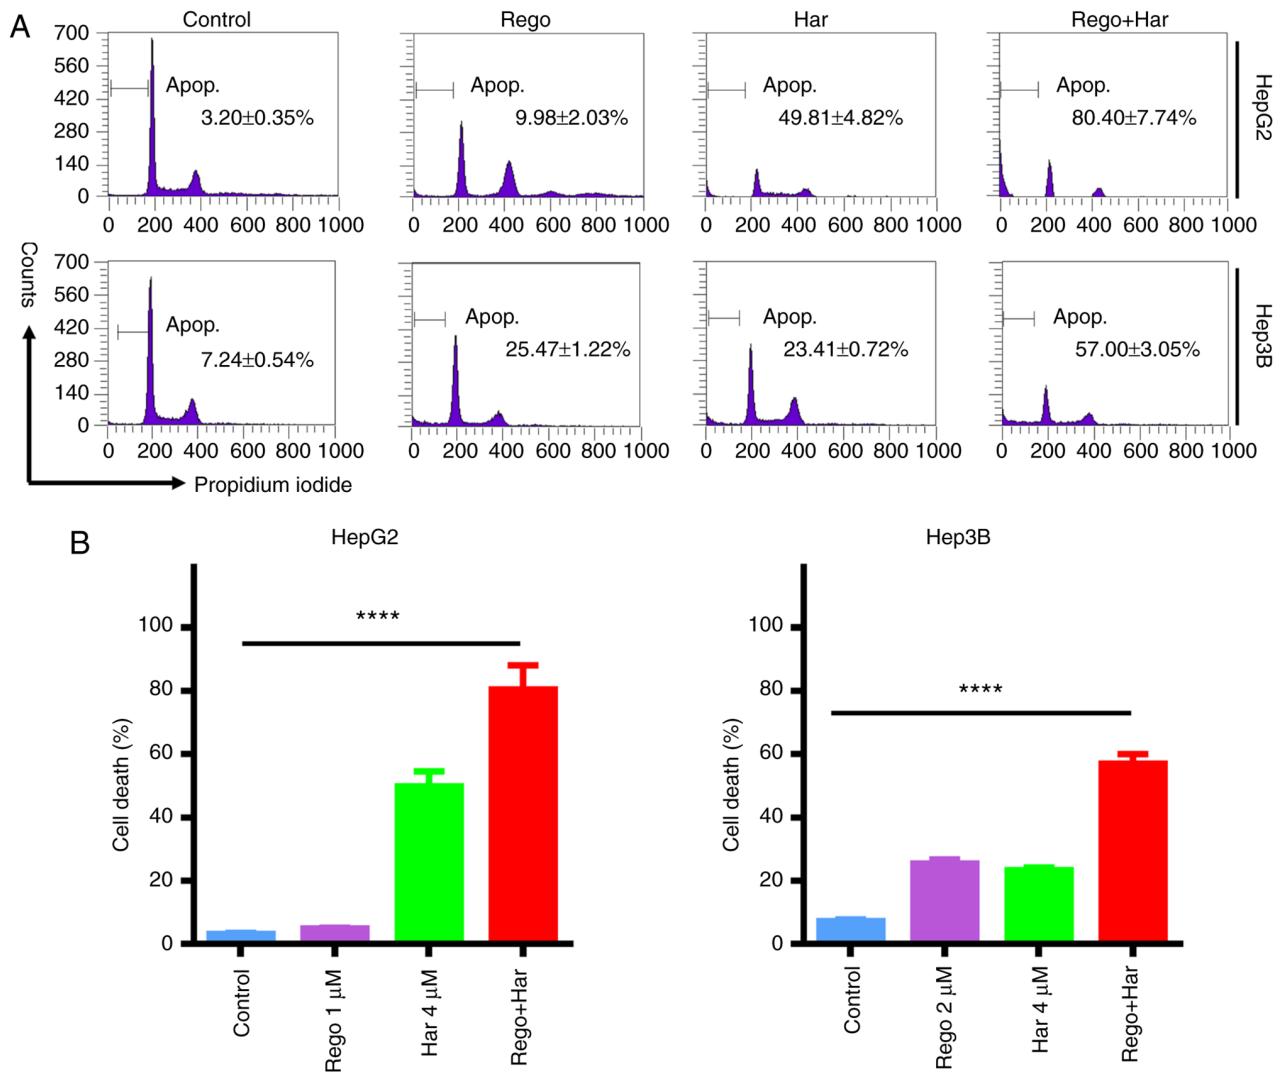 A
Control
Rego
Har
Rego+Har
700
560
420
280
140
0
Apop.
3.20±0.35%
Apop.
9.98±2.03%
Apop.
49.81±4.82%
Apop.
80.40±7.74%
HepG2
0 200 400 600 800 1000
0 200 400 600 800 1000
0 200 400 600 800 1000
0 200 400 600 800 1000
Counts
700
560
420
280
140
0
Apop.
7.24±0.54%
Apop.
25.47±1.22%
Apop.
23.41±0.72%
Apop.
57.00±3.05%
Hep3B
0 200 400 600 800 1000
0 200 400 600 800 1000
0 200 400 600 800 1000
0 200 400 600 800 1000
Propidium iodide
B
HepG2
Cell death (%)
100
80
60
40
20
0
****
Control
Rego 1 μM
Har 4 μM
Rego+Har
Hep3B
Cell death (%)
100
80
60
40
20
0
****
Control
Rego 2 μM
Har 4 μM
Rego+Har